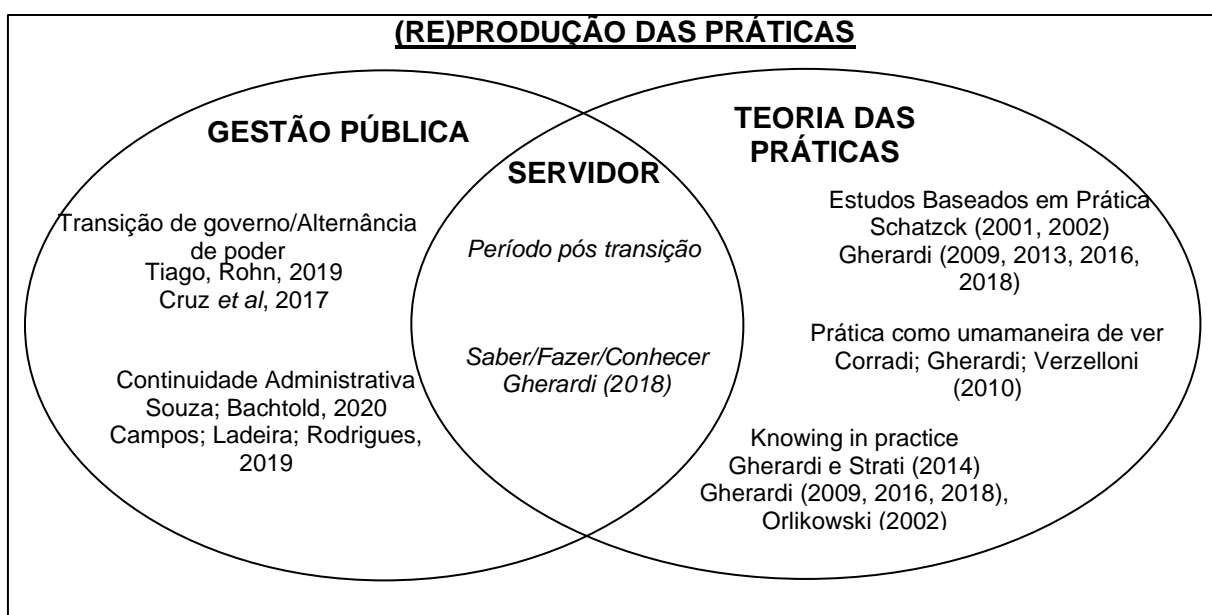 (RE)PRODUÇÃO DAS PRÁTICAS
GESTÃO PÚBLICA
Transição de governo/Alternância
de poder
Tiago, Rohn, 2019
Cruz et al, 2017
Continuidade Administrativa
Souza; Bachtold, 2020
Campos; Ladeira; Rodrigues,
2019
SERVIDOR
Período pós transição
Saber/Fazer/Conhecer
Gherardi (2018)
TEORIA DAS
PRÁTICAS
Estudos Baseados em Prática
Schatzck (2001, 2002)
Gherardi (2009, 2013, 2016,
2018)
Prática como umamaneira de ver
Corradi; Gherardi; Verzelloni
(2010)
Knowing in practice
Gherardi e Strati (2014)
Gherardi (2009, 2016, 2018),
Orlikowski (2002)